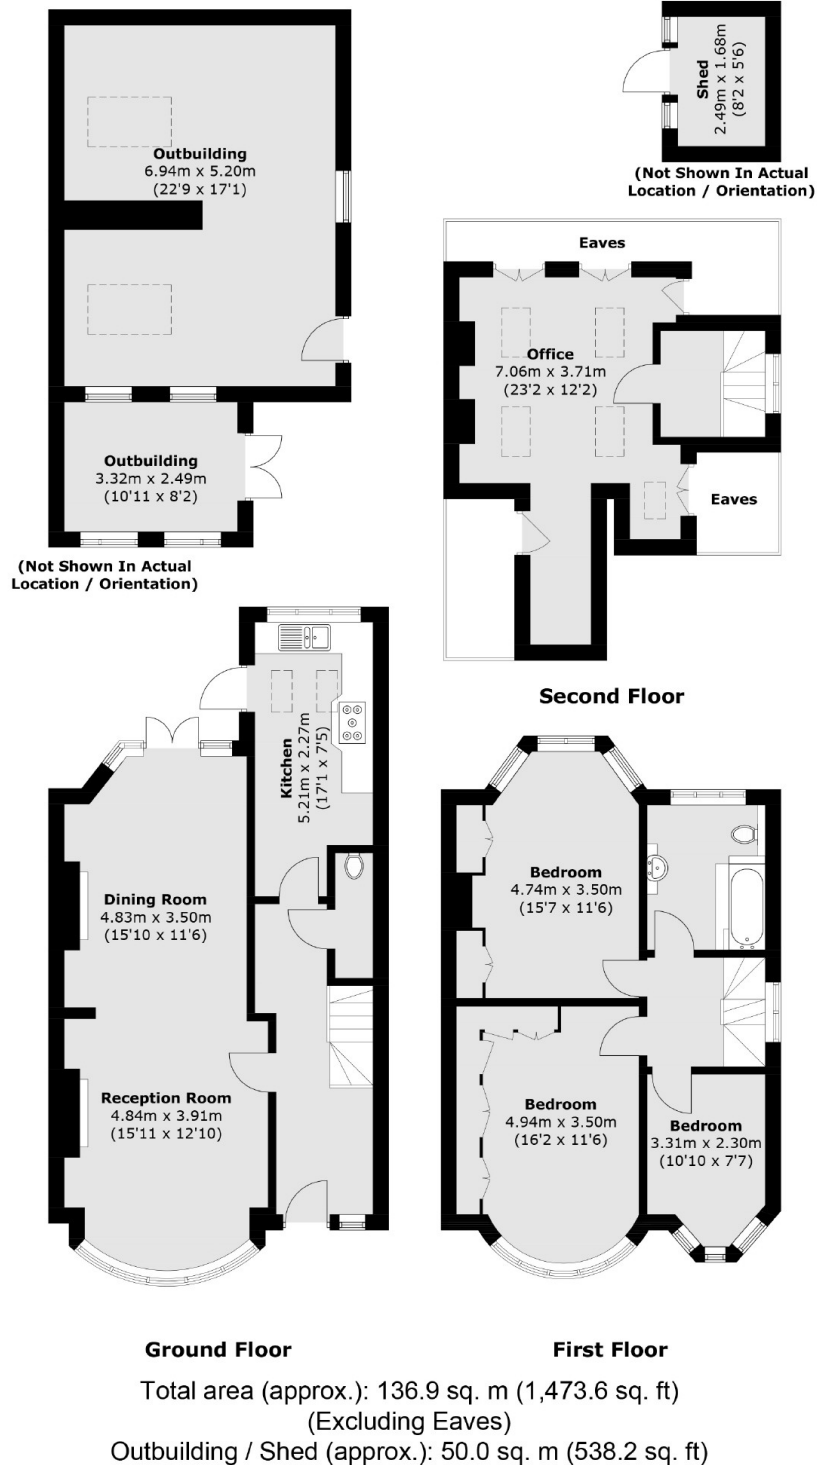 Outbuilding
6.94m x 5.20m
(22'9 x 17'1)
Shed
2.49m x 1.68m
(8'2 x 5'6)
(Not Shown In Actual
Location / Orientation)
Eaves
Office
7.06m x 3.71m
(23'2 x 12'2)
Outbuilding
3.32m x 2.49m
(10'11 x 8'2)
Eaves
(Not Shown In Actual
Location / Orientation)
Second Floor
Kitchen
5.21m x 2.27m
(17'1 x 7'5)
Dining Room
4.83m x 3.50m
(15'10 x 11'6)
Bedroom
4.74m x 3.50m
(15'7 x 11'6)
Reception Room
4.84m x 3.91m
(15'11 x 12'10)
Bedroom
4.94m x 3.50m
(16'2 x 11'6)
Bedroom
3.31m x 2.30m
(10'10 x 7'7)
Ground Floor
First Floor
Total area (approx.): 136.9 sq. m (1,473.6 sq. ft)
(Excluding Eaves)
Outbuilding / Shed (approx.): 50.0 sq. m (538.2 sq. ft)